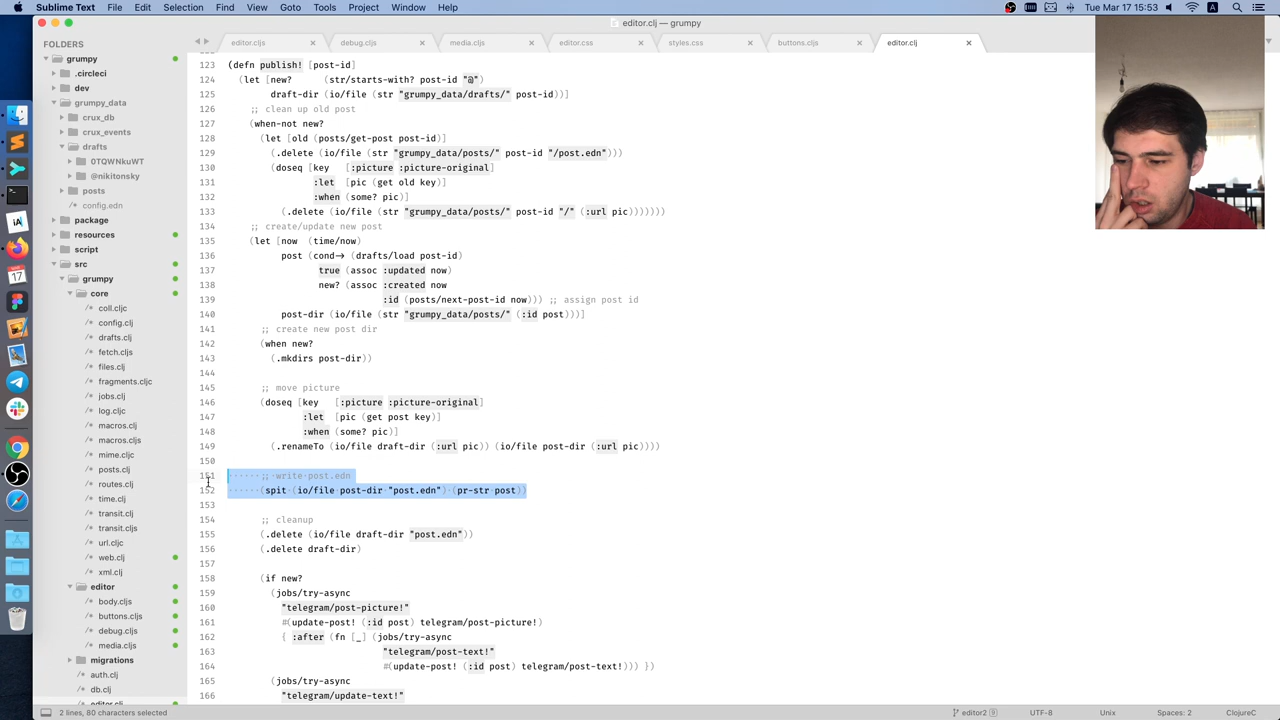 Sublime Text File Edit Selection Find View Goto Tools Project Window Help
Tue 17 Mar 15:53
editor.clj — grumpy
editor.cljs
debug.cljs
media.cljs
editor.css
styles.css
buttons.cljs
editor.clj
FOLDERS
grumpy
.circleci
dev
grumpy_data
crux_db
crux_events
drafts
0TQWNkuWT
@nikitonsky
posts
config.edn
package
resources
script
src
grumpy
core
coll.cljc
config.clj
drafts.clj
fetch.cljs
files.clj
fragments.cljc
jobs.clj
log.cljc
macros.clj
macros.cljs
mime.cljc
posts.clj
routes.clj
time.clj
transit.clj
transit.cljs
url.cljc
web.clj
xml.clj
editor
body.cljs
buttons.cljs
debug.cljs
media.cljs
migrations
auth.clj
db.clj
editor.clj
123 (defn publish! [post-id]
124 (let [new? (str/starts-with? post-id "@")
125 draft-dir (io/file (str "grumpy_data/drafts/" post-id))]
126 ;; clean up old post
127 (when-not new?
128 (let [old (posts/get-post post-id)]
129 (.delete (io/file (str "grumpy_data/posts/" post-id "/post.edn")))
130 (doseq [key [:picture :picture-original]
131 :let [pic (get old key)]
132 :when (some? pic)]
133 (.delete (io/file (str "grumpy_data/posts/" post-id "/" (:url pic)))))))
134 ;; create/update new post
135 (let [now (time/now)
136 post (cond-> (drafts/load post-id)
137 true (assoc :updated now)
138 new? (assoc :created now
139 :id (posts/next-post-id now))) ;; assign post id
140 post-dir (io/file (str "grumpy_data/posts/" (:id post)))]
141 ;; create new post dir
142 (when new?
143 (.mkdirs post-dir))
144
145 ;; move picture
146 (doseq [key [:picture :picture-original]
147 :let [pic (get post key)]
148 :when (some? pic)]
149 (.renameTo (io/file draft-dir (:url pic)) (io/file post-dir (:url pic))))
150
151 ;; write post.edn
152 (spit (io/file post-dir "post.edn") (pr-str post))
153
154 ;; cleanup
155 (.delete (io/file draft-dir "post.edn"))
156 (.delete draft-dir)
157
158 (if new?
159 (jobs/try-async
160 "telegram/post-picture!"
161 #(update-post! (:id post) telegram/post-picture!)
162 { :after (fn [_] (jobs/try-async
163 "telegram/post-text!"
164 #(update-post! (:id post) telegram/post-text!))) })
165 (jobs/try-async
166 "telegram/update-text!"
2 lines, 80 characters selected
editor2 9 UTF-8 Unix Spaces: 2 ClojureC